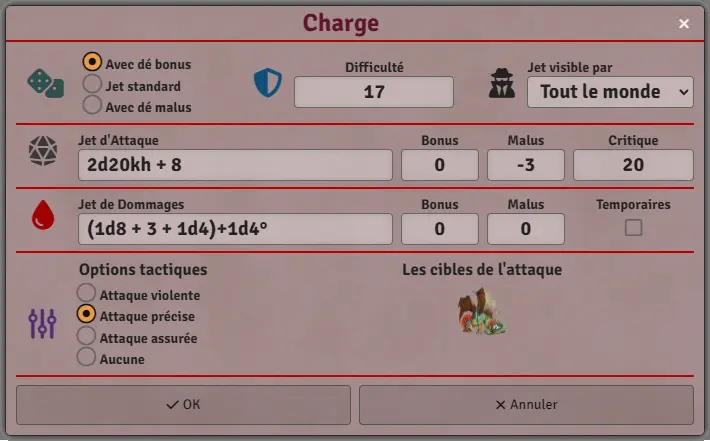 Charge
Avec dé bonus
Jet standard
Avec dé malus
Difficulté
17
Jet visible par
Tout le monde
Jet d'Attaque
2d20kh + 8
Bonus
0
Malus
-3
Critique
20
Jet de Dommages
(1d8 + 3 + 1d4)+1d4°
Bonus
0
Malus
0
Temporaires
Options tactiques
Attaque violente
Attaque précise
Attaque assurée
Aucune
Les cibles de l'attaque
OK
Annuler